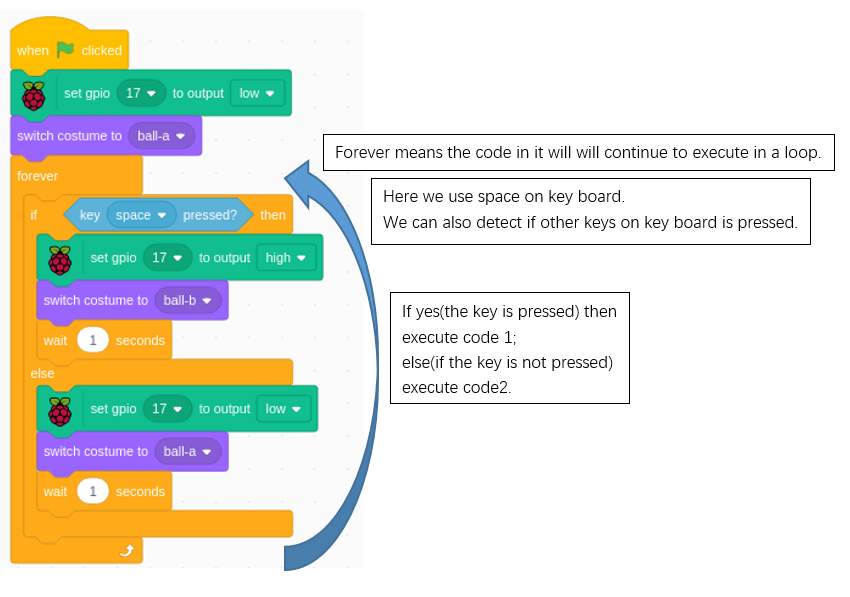 when clicked
set gpio 17 to output low
switch costume to ball-a
forever
if key space pressed? then
set gpio 17 to output high
switch costume to ball-b
wait 1 seconds
else
set gpio 17 to output low
switch costume to ball-a
wait 1 seconds
Forever means the code in it will will continue to execute in a loop.
Here we use space on key board.
We can also detect if other keys on key board is pressed.
If yes(the key is pressed) then
execute code 1;
else(if the key is not pressed)
execute code2.